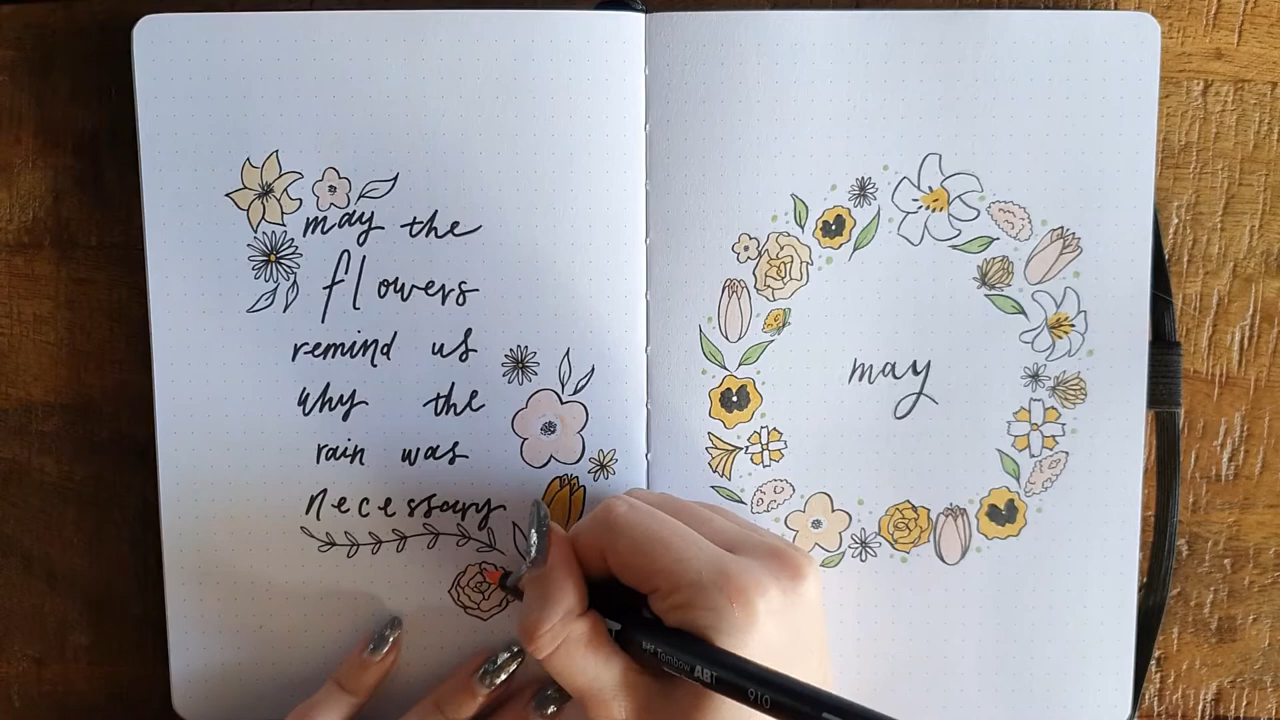 may the
flowers
remind us
why the
rain was
necessary
may
Tombow ABT
910